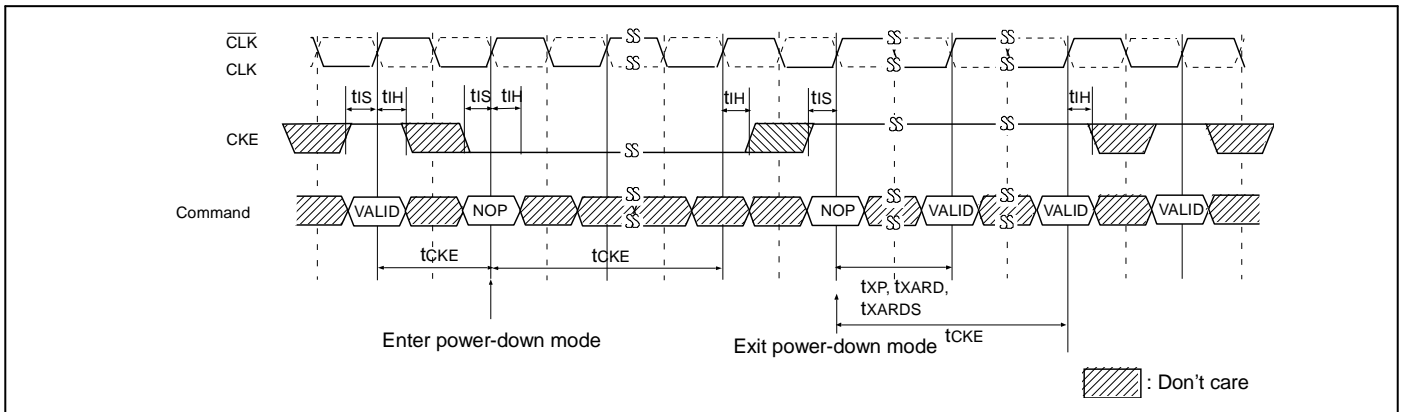 CLK
CLK
tIS tIH tIS tIH tIH tIS tIH
CKE
Command
VALID NOP NOP VALID VALID VALID
tCKE tCKE
tXP, tXARD,
tXARDS
tCKE
Enter power-down mode
Exit power-down mode
: Don't care